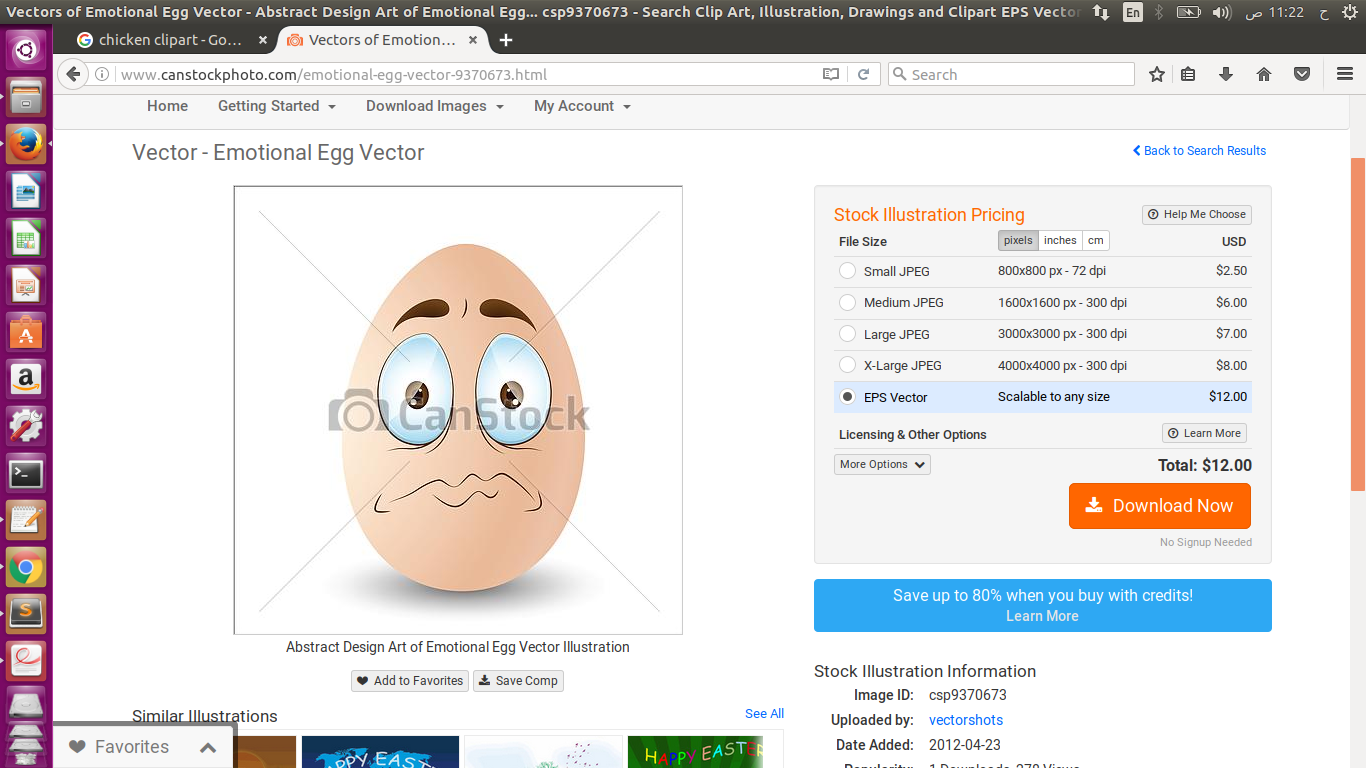 Vectors of Emotional Egg Vector - Abstract Design Art of Emotional Egg... csp9370673 - Search Clip Art, Illustration, Drawings and Clipart EPS Vector
En
11:22 ص
ح
chicken clipart - Go...
Vectors of Emotion...
www.canstockphoto.com/emotional-egg-vector-9370673.html
Search
Home
Getting Started
Download Images
My Account
Vector - Emotional Egg Vector
Back to Search Results
CanStock
Abstract Design Art of Emotional Egg Vector Illustration
Add to Favorites
Save Comp
Stock Illustration Pricing
Help Me Choose
File Size pixels inches cm USD
Small JPEG 800x800 px - 72 dpi $2.50
Medium JPEG 1600x1600 px - 300 dpi $6.00
Large JPEG 3000x3000 px - 300 dpi $7.00
X-Large JPEG 4000x4000 px - 300 dpi $8.00
EPS Vector Scalable to any size $12.00
Licensing & Other Options Learn More
More Options
Total: $12.00
Download Now
No Signup Needed
Save up to 80% when you buy with credits!
Learn More
Stock Illustration Information
Image ID: csp9370673
Uploaded by: vectorshots
Date Added: 2012-04-23
Popularity: 1 Downloads, 278 Views
Similar Illustrations
See All
HAPPY EASTER
Favorites